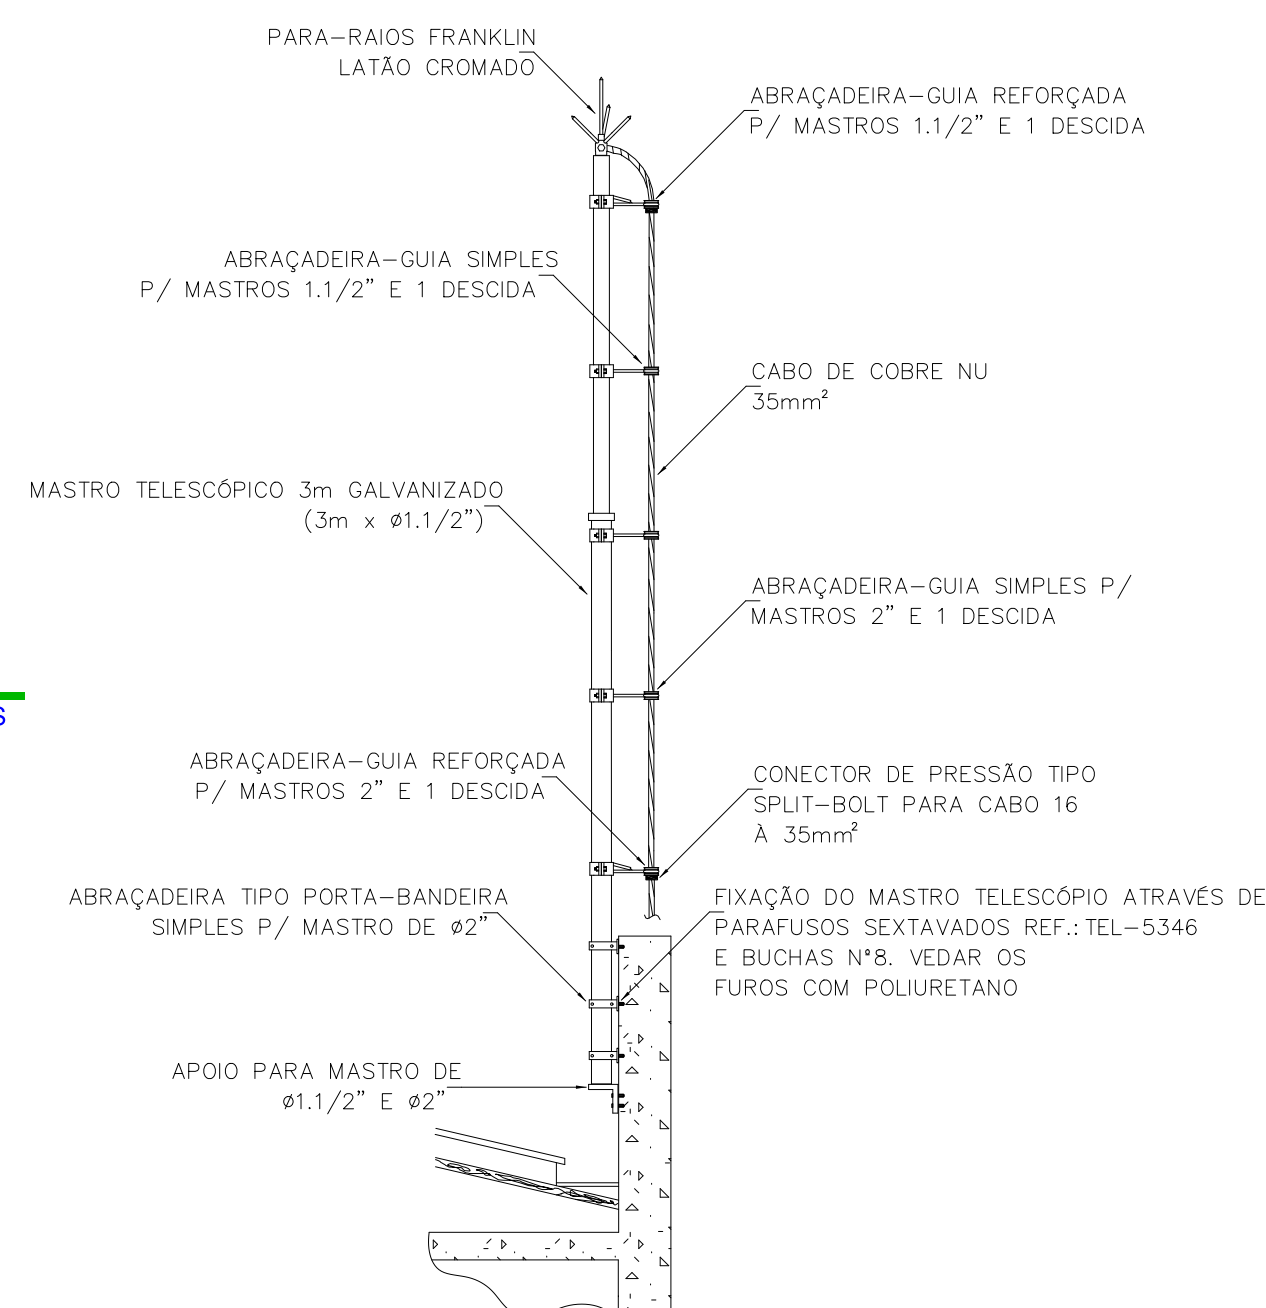 PARA-RAIOS FRANKLIN
LATÃO CROMADO
ABRAÇADEIRA-GUIA REFORÇADA
P/ MASTROS 1.1/2" E 1 DESCIDA
ABRAÇADEIRA-GUIA SIMPLES
P/ MASTROS 1.1/2" E 1 DESCIDA
CABO DE COBRE NU
35mm²
MASTRO TELESCÓPICO 3m GALVANIZADO
(3m x ø1.1/2")
ABRAÇADEIRA-GUIA SIMPLES P/
MASTROS 2" E 1 DESCIDA
S
ABRAÇADEIRA-GUIA REFORÇADA
P/ MASTROS 2" E 1 DESCIDA
CONECTOR DE PRESSÃO TIPO
SPLIT-BOLT PARA CABO 16
À 35mm²
ABRAÇADEIRA TIPO PORTA-BANDEIRA
SIMPLES P/ MASTRO DE ø2"
FIXAÇÃO DO MASTRO TELESCÓPIO ATRAVÉS DE
PARAFUSOS SEXTAVADOS REF.: TEL-5346
E BUCHAS N°8. VEDAR OS
FUROS COM POLIURETANO
APOIO PARA MASTRO DE
ø1.1/2" E ø2"